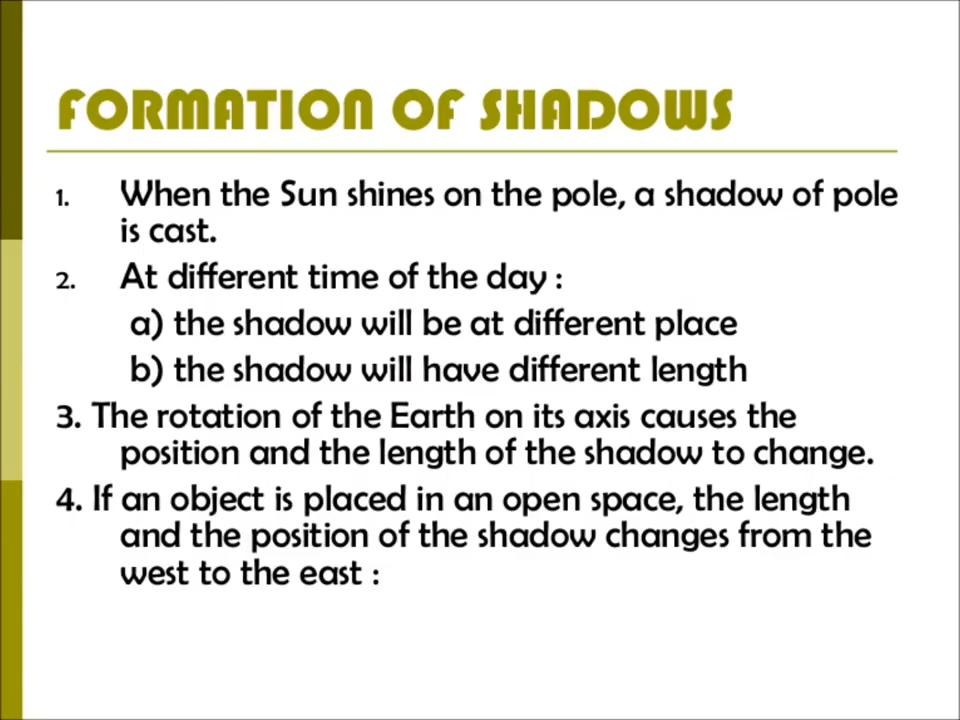 FORMATION OF SHADOWS
1. When the Sun shines on the pole, a shadow of pole
is cast.
2. At different time of the day :
a) the shadow will be at different place
b) the shadow will have different length
3. The rotation of the Earth on its axis causes the
position and the length of the shadow to change.
4. If an object is placed in an open space, the length
and the position of the shadow changes from the
west to the east :